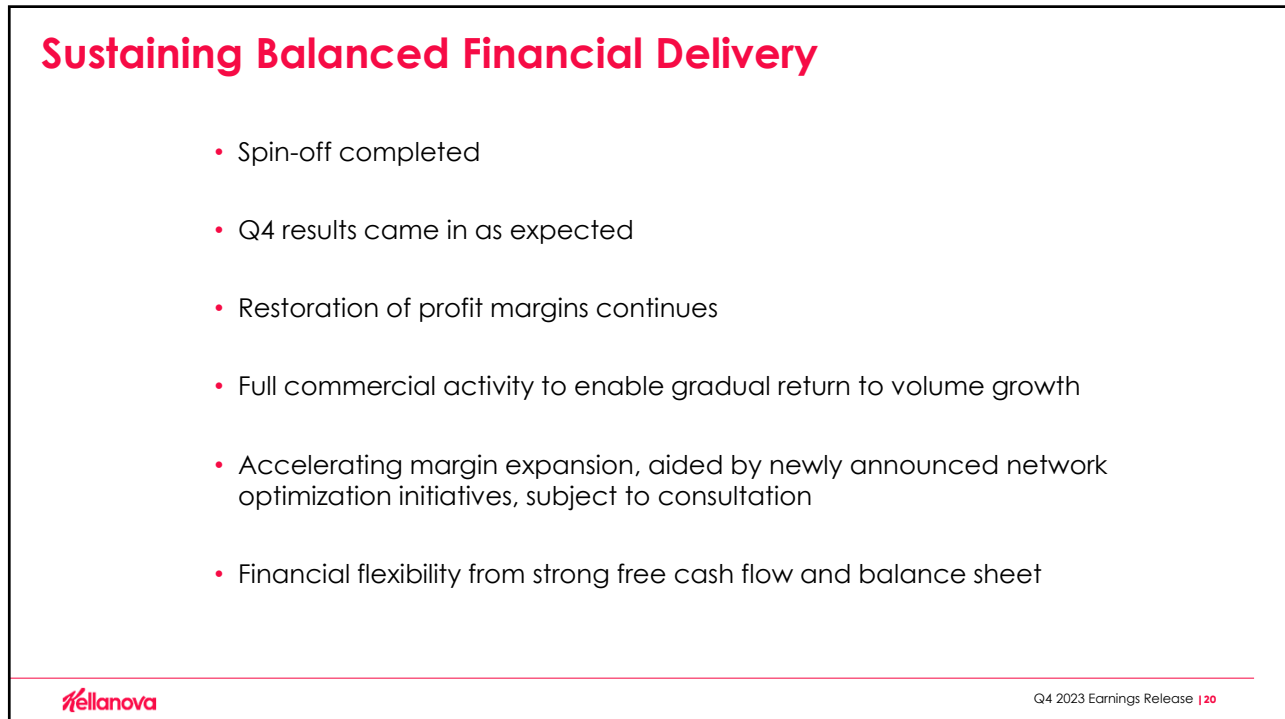 Sustaining Balanced Financial Delivery
• Spin-off completed
• Q4 results came in as expected
• Restoration of profit margins continues
• Full commercial activity to enable gradual return to volume growth
• Accelerating margin expansion, aided by newly announced network
optimization initiatives, subject to consultation
• Financial flexibility from strong free cash flow and balance sheet
Kellanova
Q4 2023 Earnings Release | 20